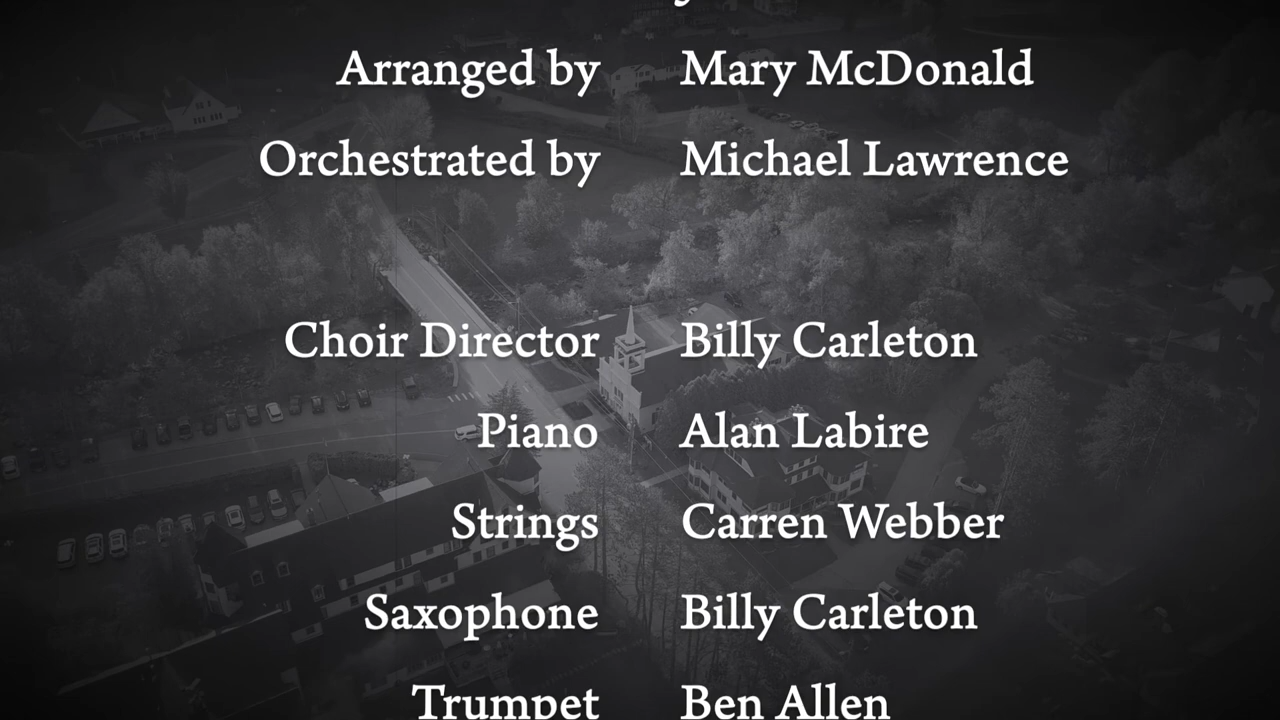 Arranged by Mary McDonald
Orchestrated by Michael Lawrence
Choir Director Billy Carleton
Piano Alan Labire
Strings Carren Webber
Saxophone Billy Carleton
Trumpet Ben Allen